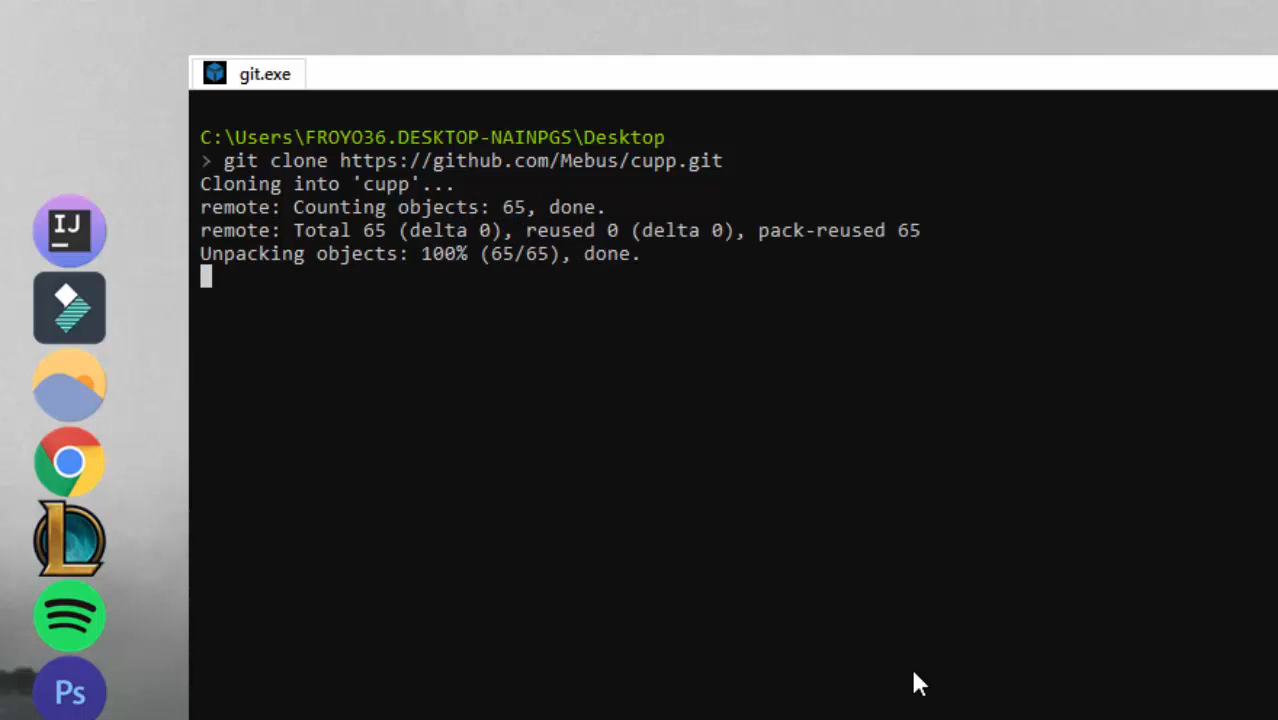 git.exe
C:\Users\FROYO36.DESKTOP-NAINPGS\Desktop
> git clone https://github.com/Mebus/cupp.git
Cloning into 'cupp'...
remote: Counting objects: 65, done.
remote: Total 65 (delta 0), reused 0 (delta 0), pack-reused 65
Unpacking objects: 100% (65/65), done.
IJ
Ps